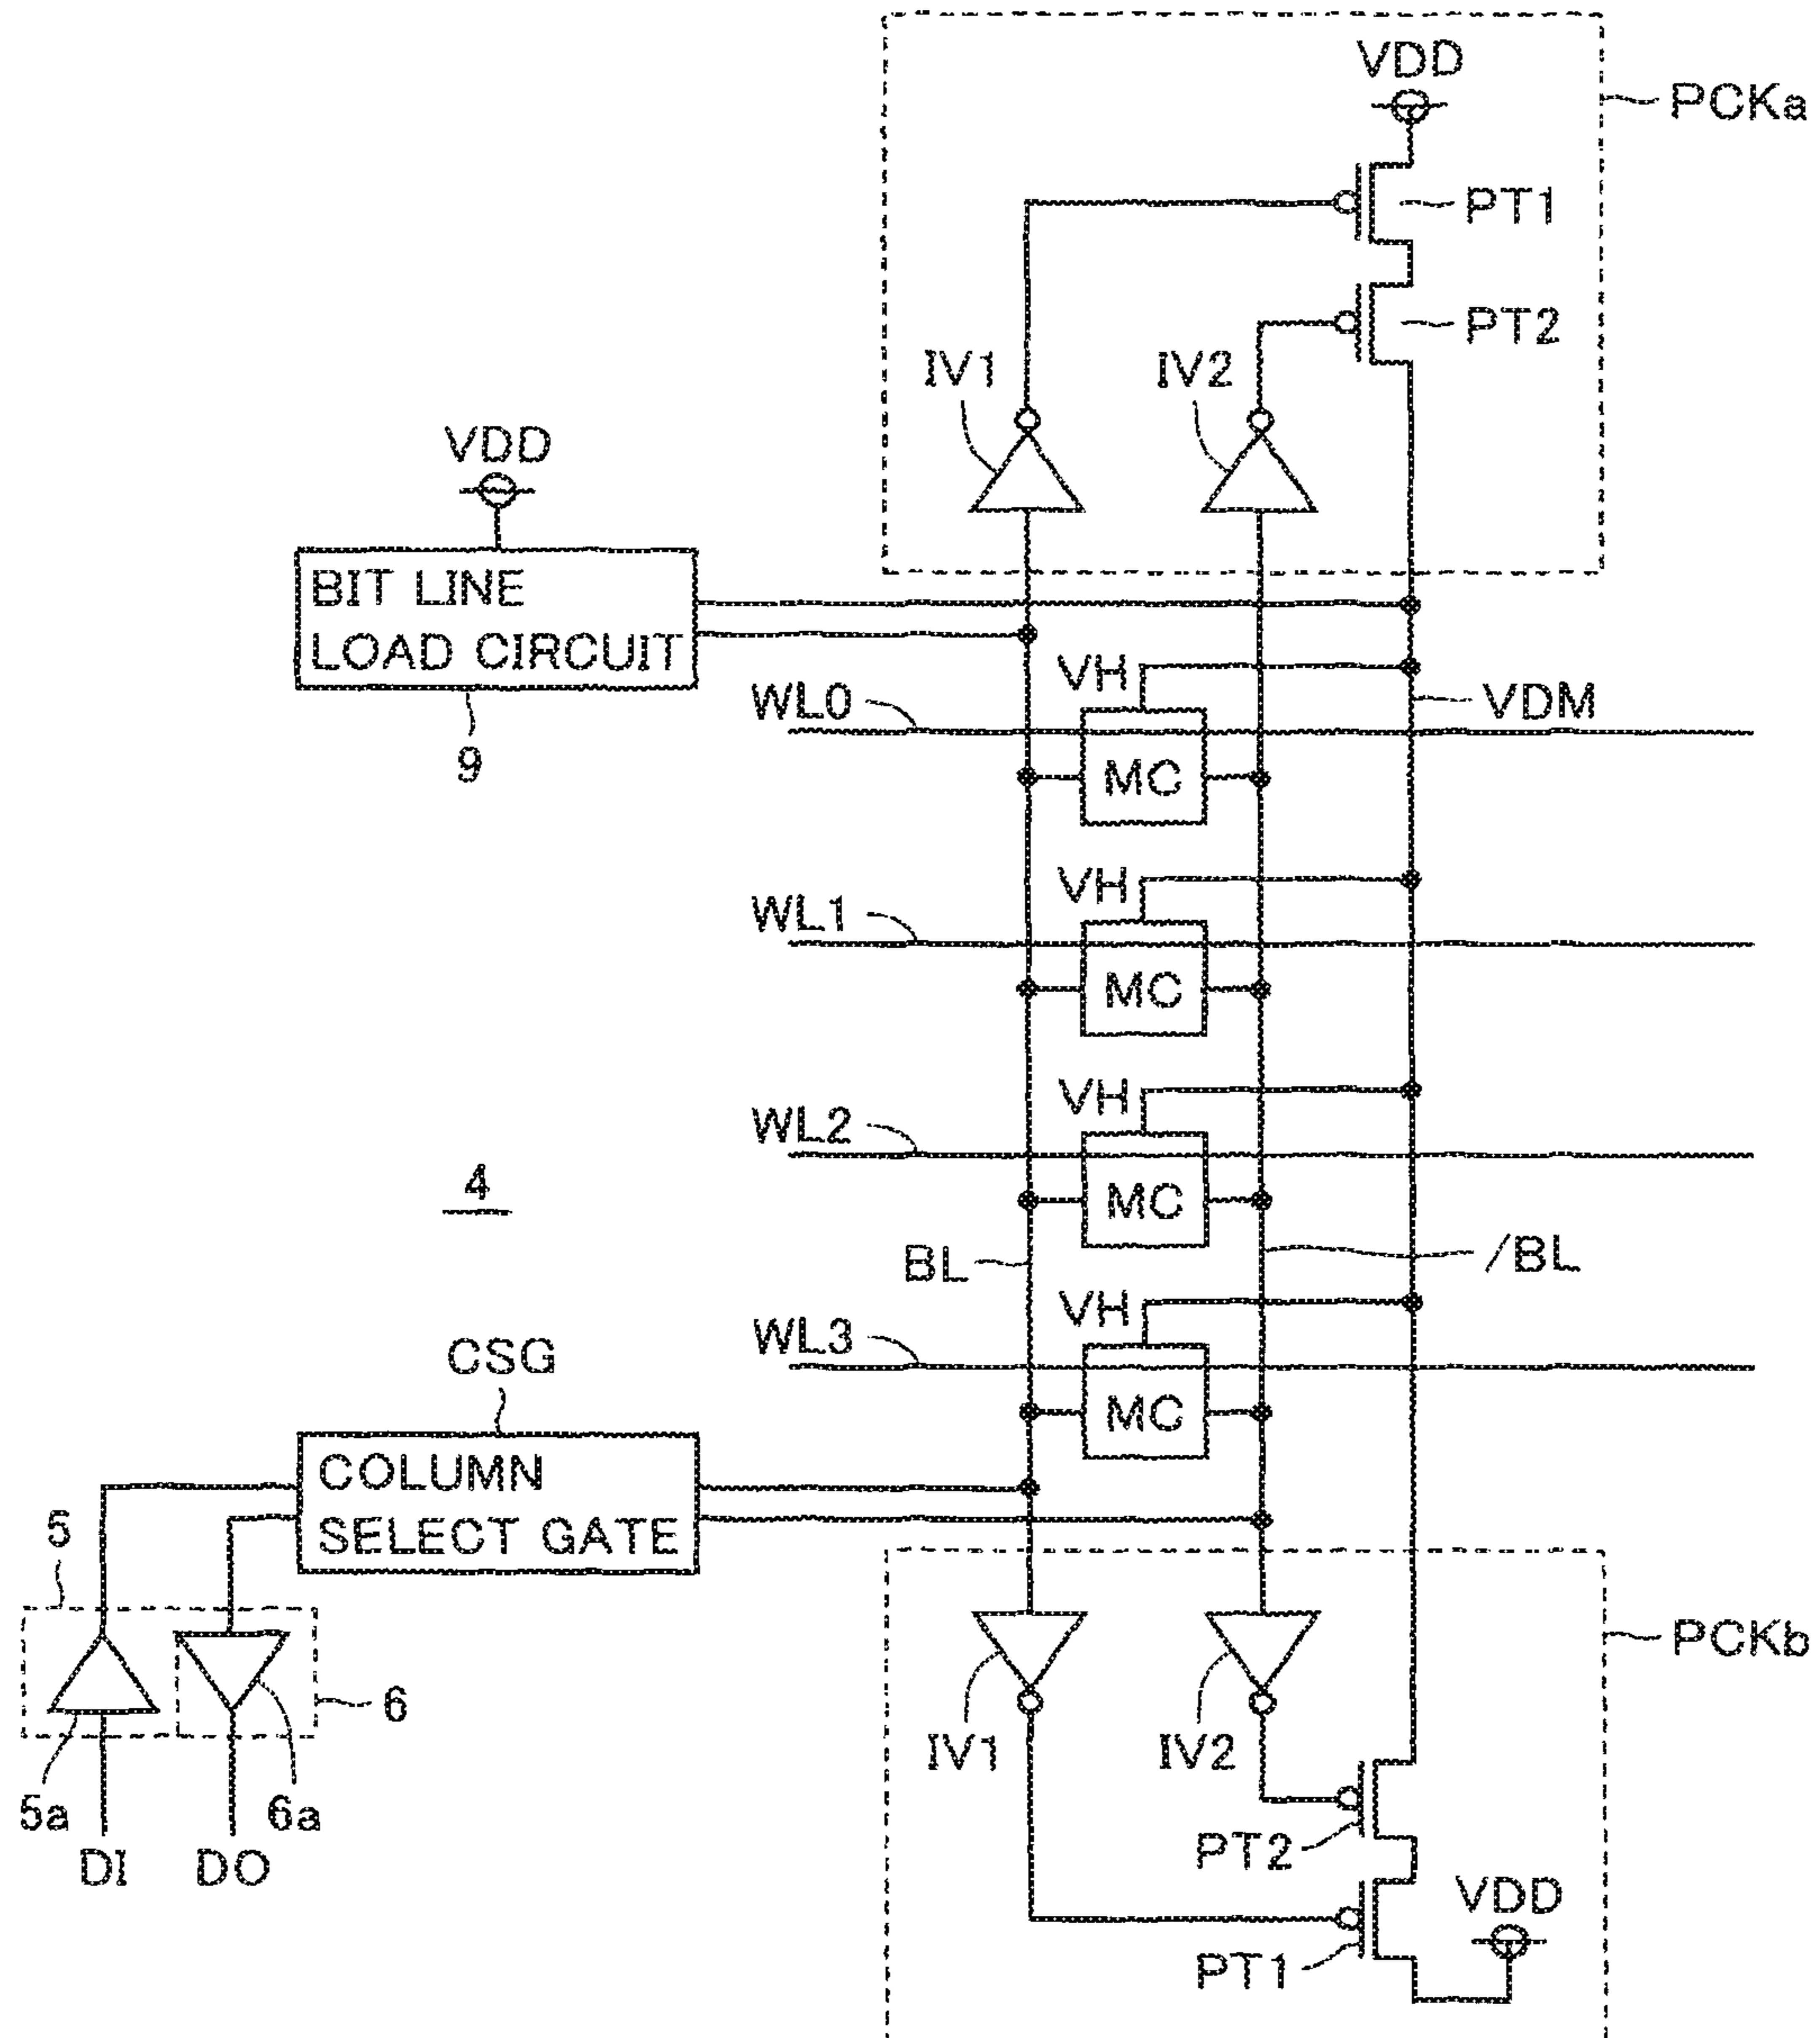 VDD
PCKa
PT1
PT2
IV1
IV2
VDD
BIT LINE
LOAD CIRCUIT
9
VH
WL0
VDM
MC
VH
WL1
MC
VH
WL2
MC
4
BL
/BL
VH
WL3
MC
CSG
COLUMN
SELECT GATE
5
PCKb
6
IV1
IV2
5a
6a
DI
DO
PT2
VDD
PT1